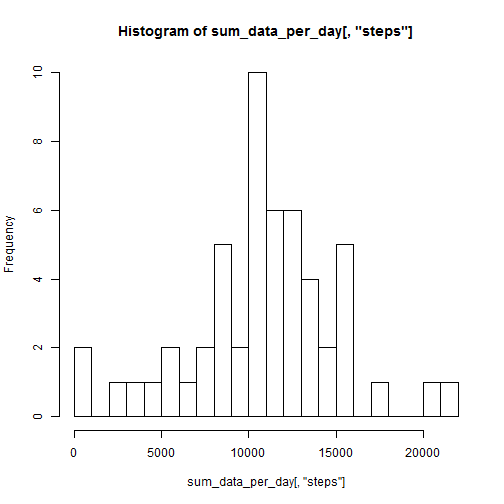 Histogram of sum_data_per_day[, "steps"]
Frequency
10
8
6
4
2
0
0 5000 10000 15000 20000
sum_data_per_day[, "steps"]